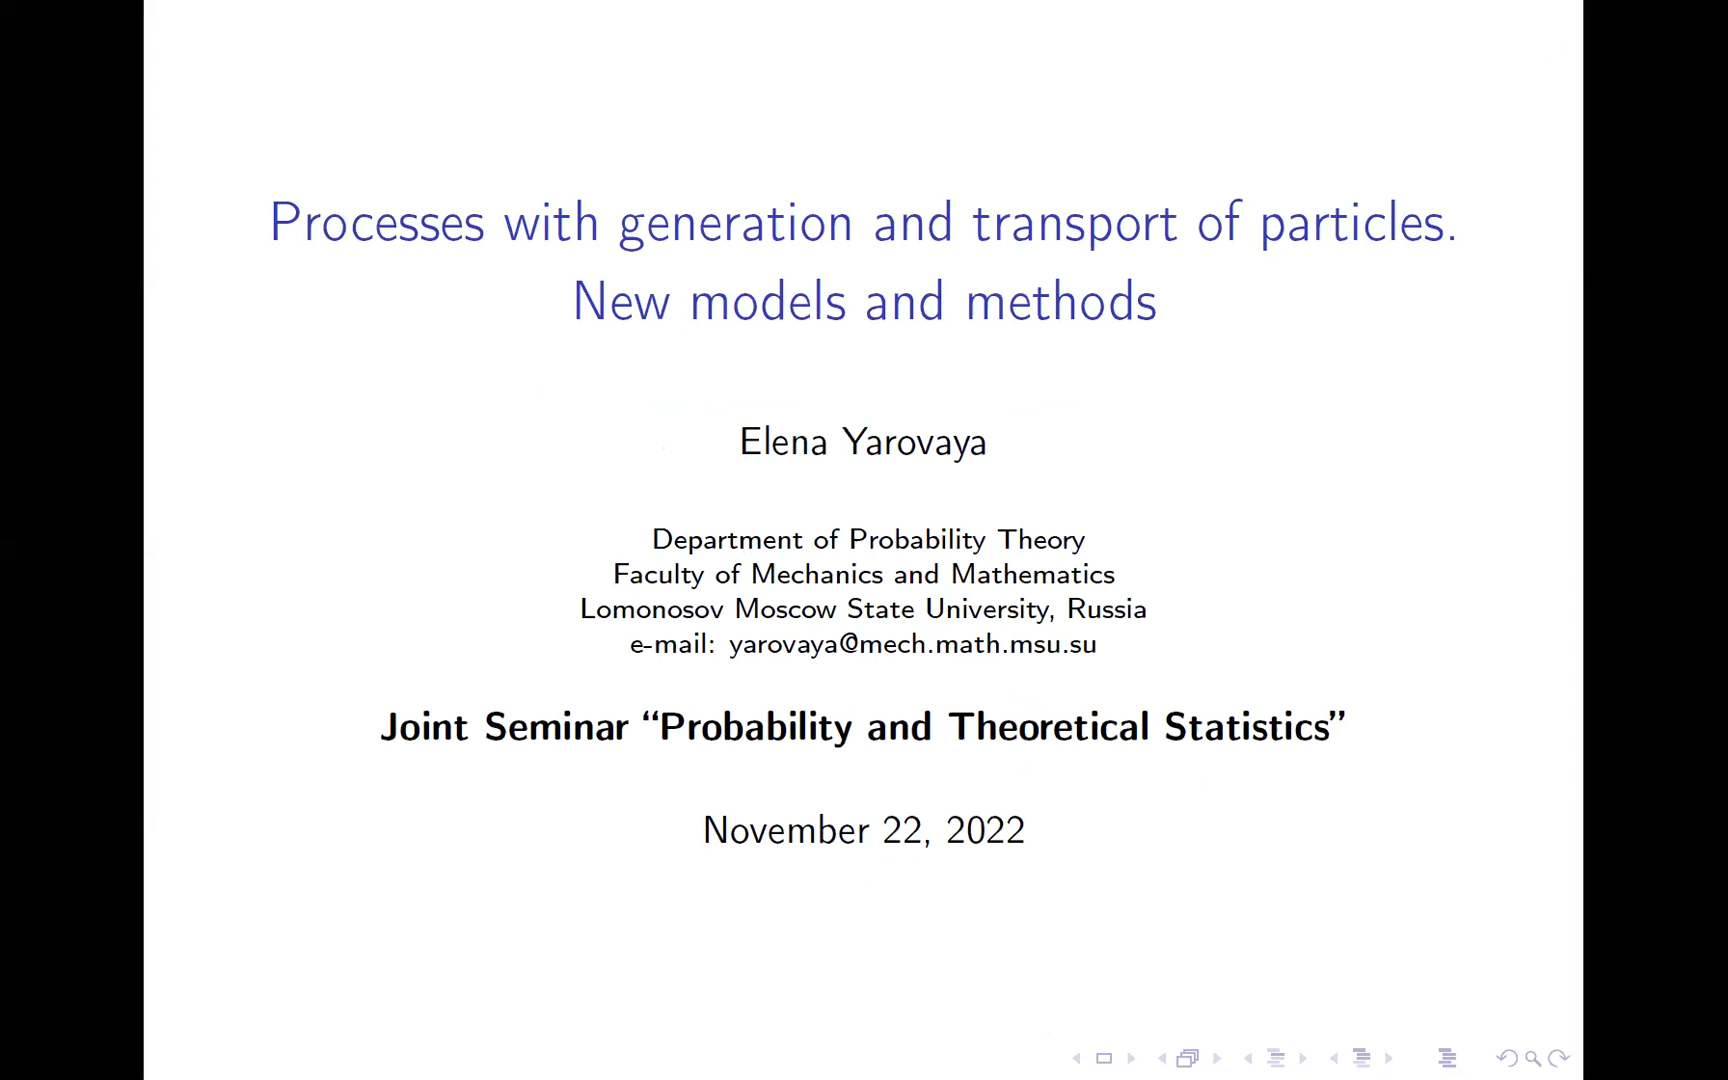 Processes with generation and transport of particles.
New models and methods
Elena Yarovaya
Department of Probability Theory
Faculty of Mechanics and Mathematics
Lomonosov Moscow State University, Russia
e-mail: yarovaya@mech.math.msu.su
Joint Seminar “Probability and Theoretical Statistics”
November 22, 2022